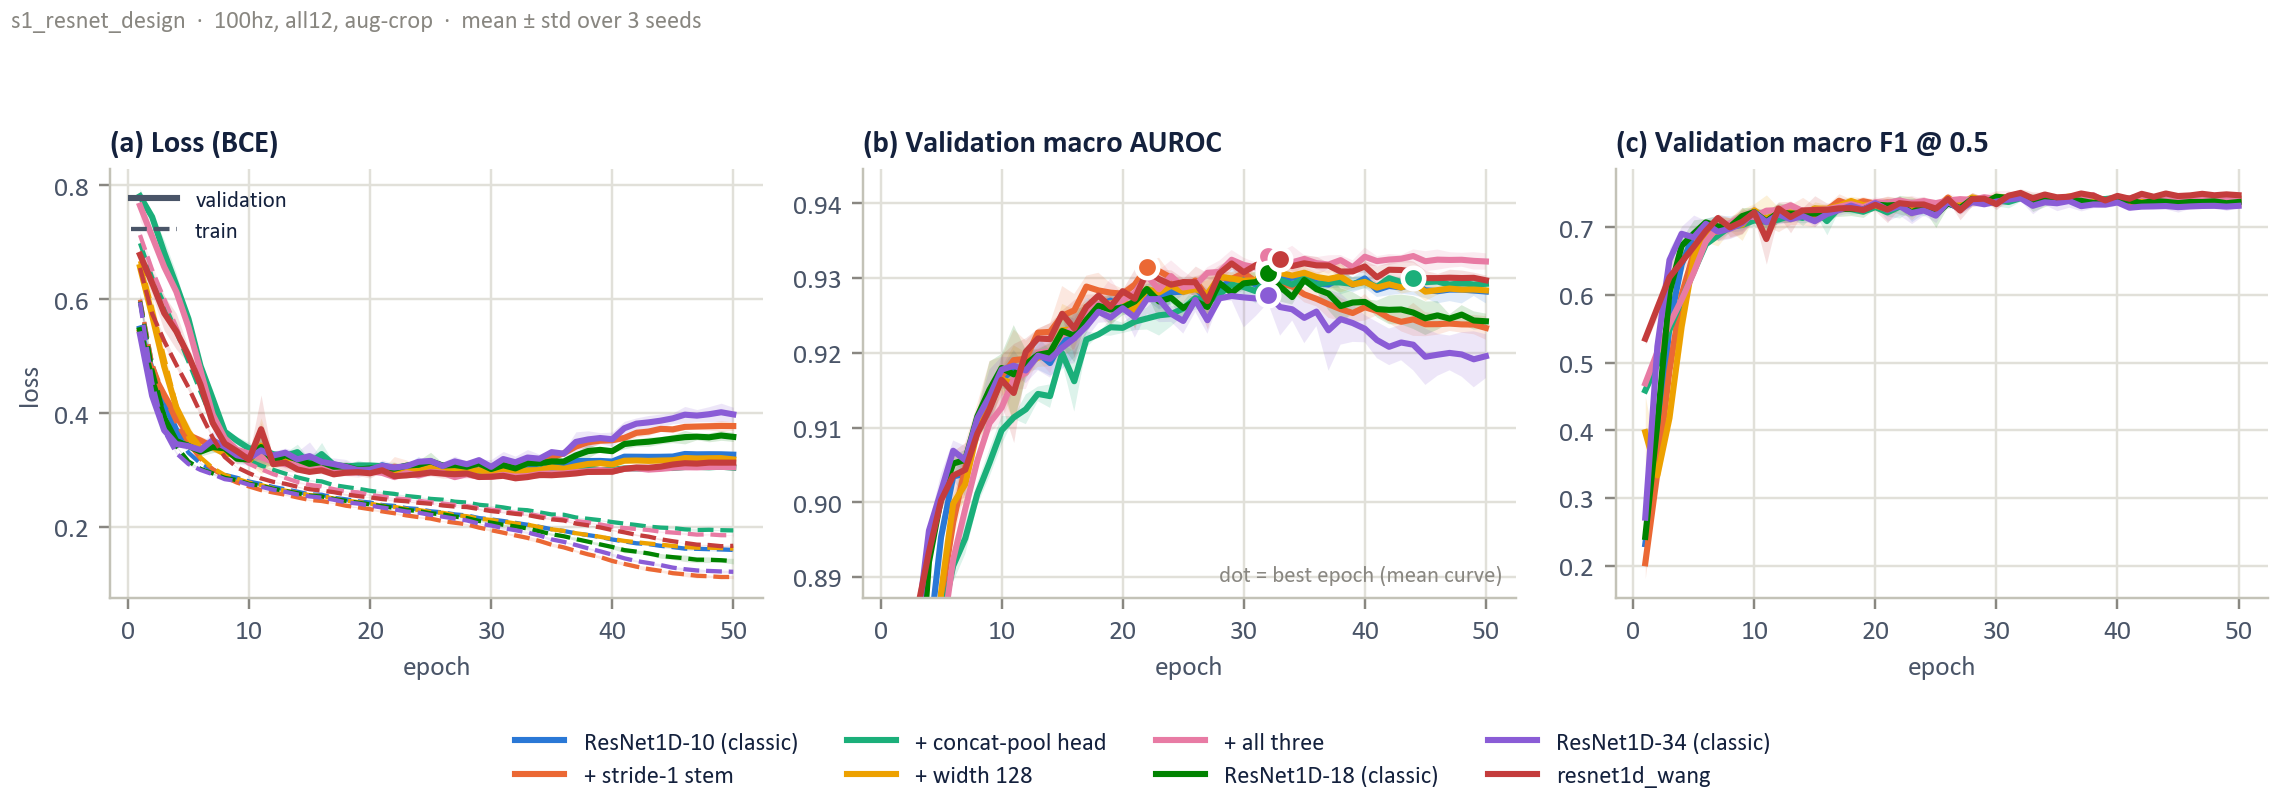 s1_resnet_design · 100hz, all12, aug-crop · mean ± std over 3 seeds
(a) Loss (BCE)
0.8
0.6
0.4
0.2
loss
validation
train
0
10
20
30
40
50
epoch
(b) Validation macro AUROC
0.94
0.93
0.92
0.91
0.90
0.89
dot = best epoch (mean curve)
0
10
20
30
40
50
epoch
(c) Validation macro F1 @ 0.5
0.7
0.6
0.5
0.4
0.3
0.2
0
10
20
30
40
50
epoch
ResNet1D-10 (classic)
+ stride-1 stem
+ concat-pool head
+ width 128
+ all three
ResNet1D-18 (classic)
ResNet1D-34 (classic)
resnet1d_wang